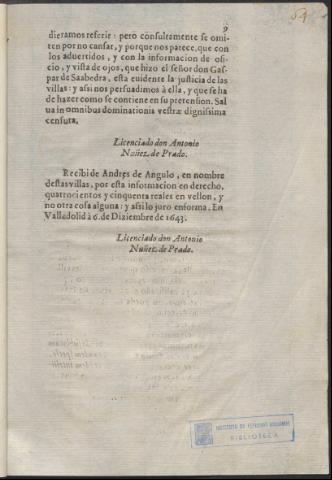 9
54
dieramos referir: pero consultemente se omi-
ten por no cansar, y porque nos parece, que con
los aduertidos, y con la informacion de ofi-
cio, y vista de ojos, que hizo el señor don Gas-
par de Saabedra, esta euidente la justicia de las
villas: y assi nos persuadimos à ella, y que se ha
de hazer como se contiene en su pretension. Sal
ua in omnibus dominationis vestræ dignissima
censura.
Licenciado don Antonio
Nuñez de Prado.
Recibi de Andres de Angulo, en nombre
destas villas, por esta informacion en derecho,
quatrocientos y cinquenta reales en vellon, y
no otra cosa alguna: y assi lo juro enforma. En
Valladolid à 6. de Diziembre de 1643.
Licenciado don Antonio
Nuñez de Prado.
BIBLIOTECA